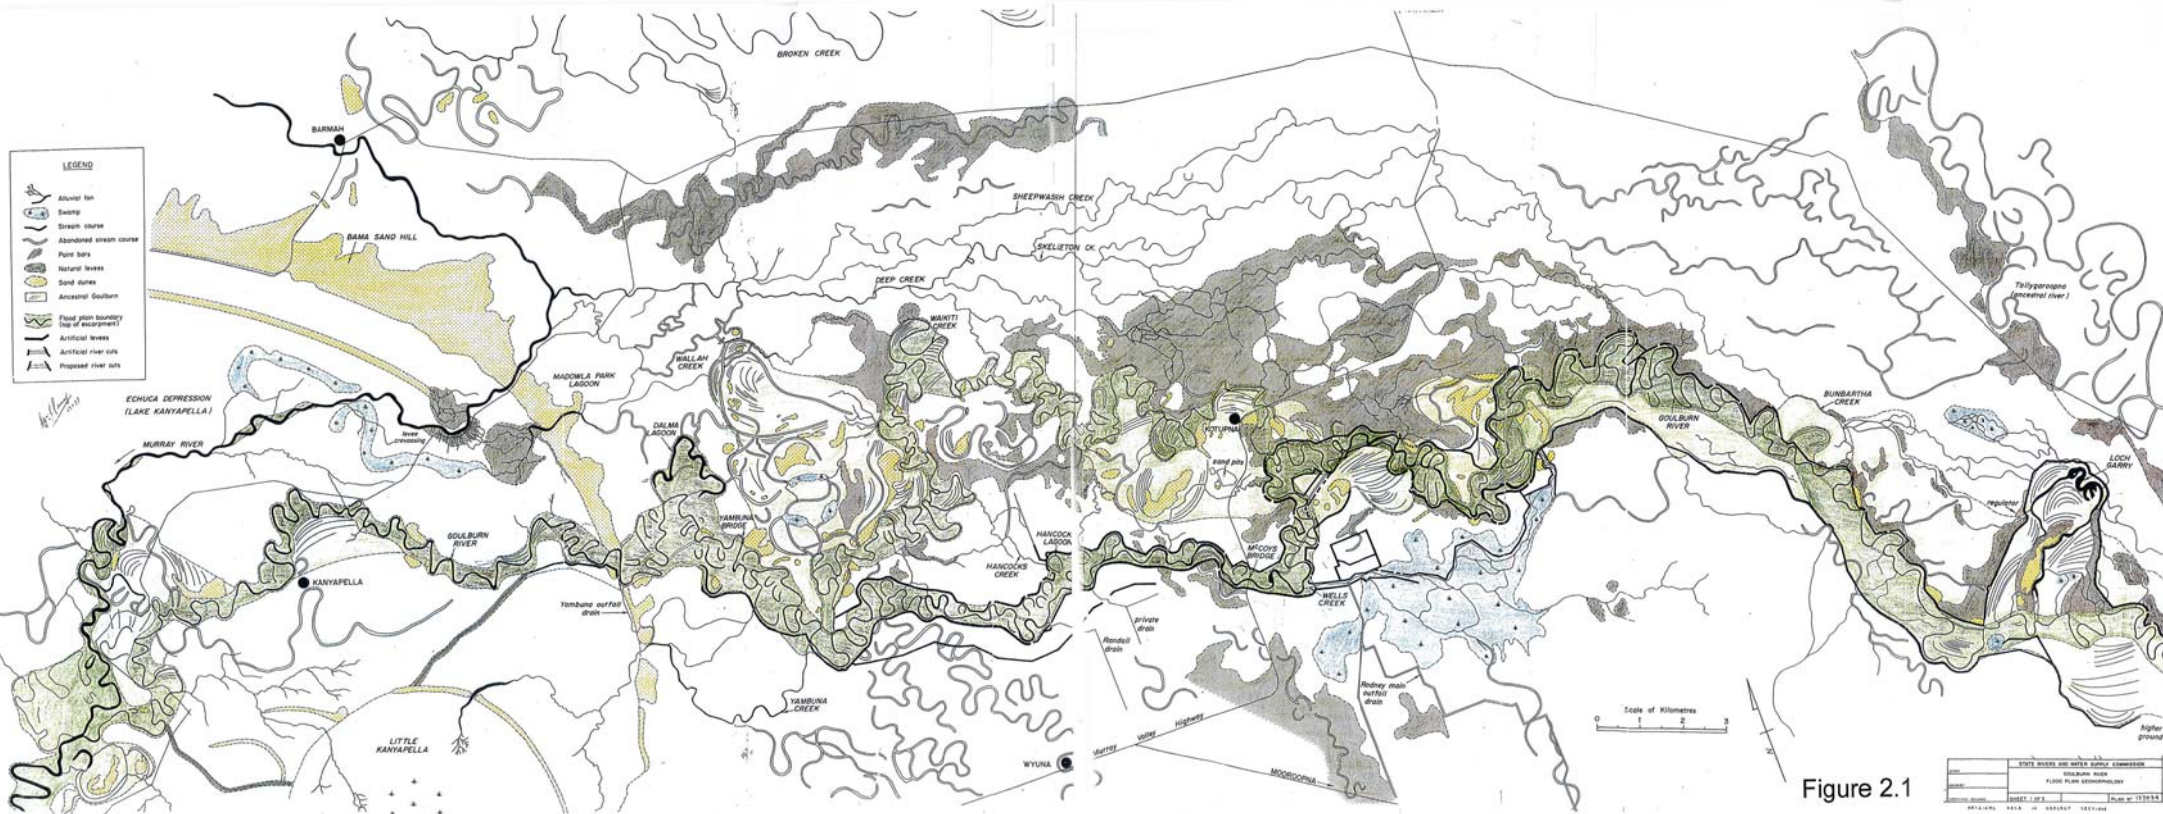 BROKEN CREEK
BARMAH
LEGEND
Alluvial fan
Swamp
Stream course
Abandoned stream course
Point bars
Natural levees
Sand dunes
Ancestral Goulburn
Flood plain boundary
(top of escarpment)
Artificial levees
Artificial river cuts
Proposed river cuts
BAMA SAND HILL
SHEEPWASH CREEK
SKELETON CK.
DEEP CREEK
Tallygaroopna
(ancestral river)
WAIKITI
CREEK
WALLAH
CREEK
MADOWLA PARK
LAGOON
ECHUCA DEPRESSION
(LAKE KANYAPELLA)
MURRAY RIVER
levee
crevassing
DALMA
LAGOON
KOTUPNA
sand pits
GOULBURN
RIVER
BUNBARTHA
CREEK
LOCH
GARRY
regulator
YAMBUNA
BRIDGE
GOULBURN
RIVER
HANCOCK
LAGOON
HANCOCKS
CREEK
McCOYS
BRIDGE
KANYAPELLA
Yambuna outfall
drain
WELLS
CREEK
private
drain
Randall
drain
Rodney main
outfall
drain
YAMBUNA
CREEK
LITTLE
KANYAPELLA
WYUNA
Murray Valley Highway
MOOROOPNA
Scale of Kilometres
0 1 2 3
N
higher
ground
Figure 2.1
STATE RIVERS AND WATER SUPPLY COMMISSION
GOULBURN RIVER
FLOOD PLAIN GEOMORPHOLOGY
SHEET 1 OF 3